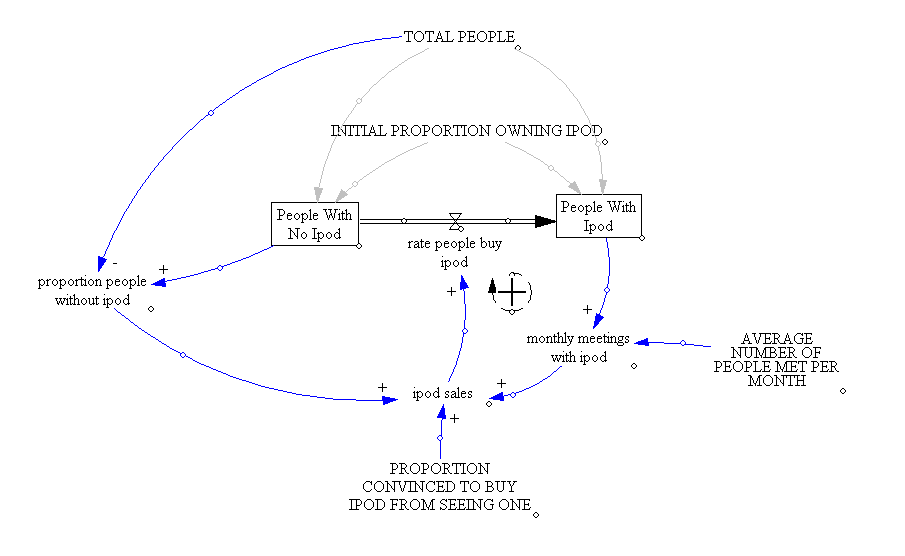 TOTAL PEOPLE
INITIAL PROPORTION OWNING IPOD
People With
No Ipod
People With
Ipod
rate people buy
ipod
-
+
proportion people
without ipod
+
+
monthly meetings
with ipod
AVERAGE
NUMBER OF
PEOPLE MET PER
MONTH
+
+
ipod sales
+
PROPORTION
CONVINCED TO BUY
IPOD FROM SEEING ONE